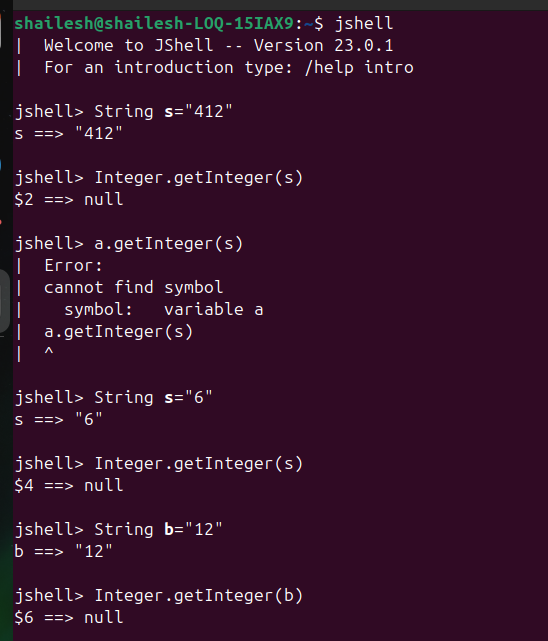 shailesh@shailesh-LOQ-15IAX9:~$ jshell
|  Welcome to JShell -- Version 23.0.1
|  For an introduction type: /help intro
jshell> String s="412"
s ==> "412"
jshell> Integer.getInteger(s)
$2 ==> null
jshell> a.getInteger(s)
|  Error:
|  cannot find symbol
|    symbol:   variable a
|  a.getInteger(s)
|  ^
jshell> String s="6"
s ==> "6"
jshell> Integer.getInteger(s)
$4 ==> null
jshell> String b="12"
b ==> "12"
jshell> Integer.getInteger(b)
$6 ==> null